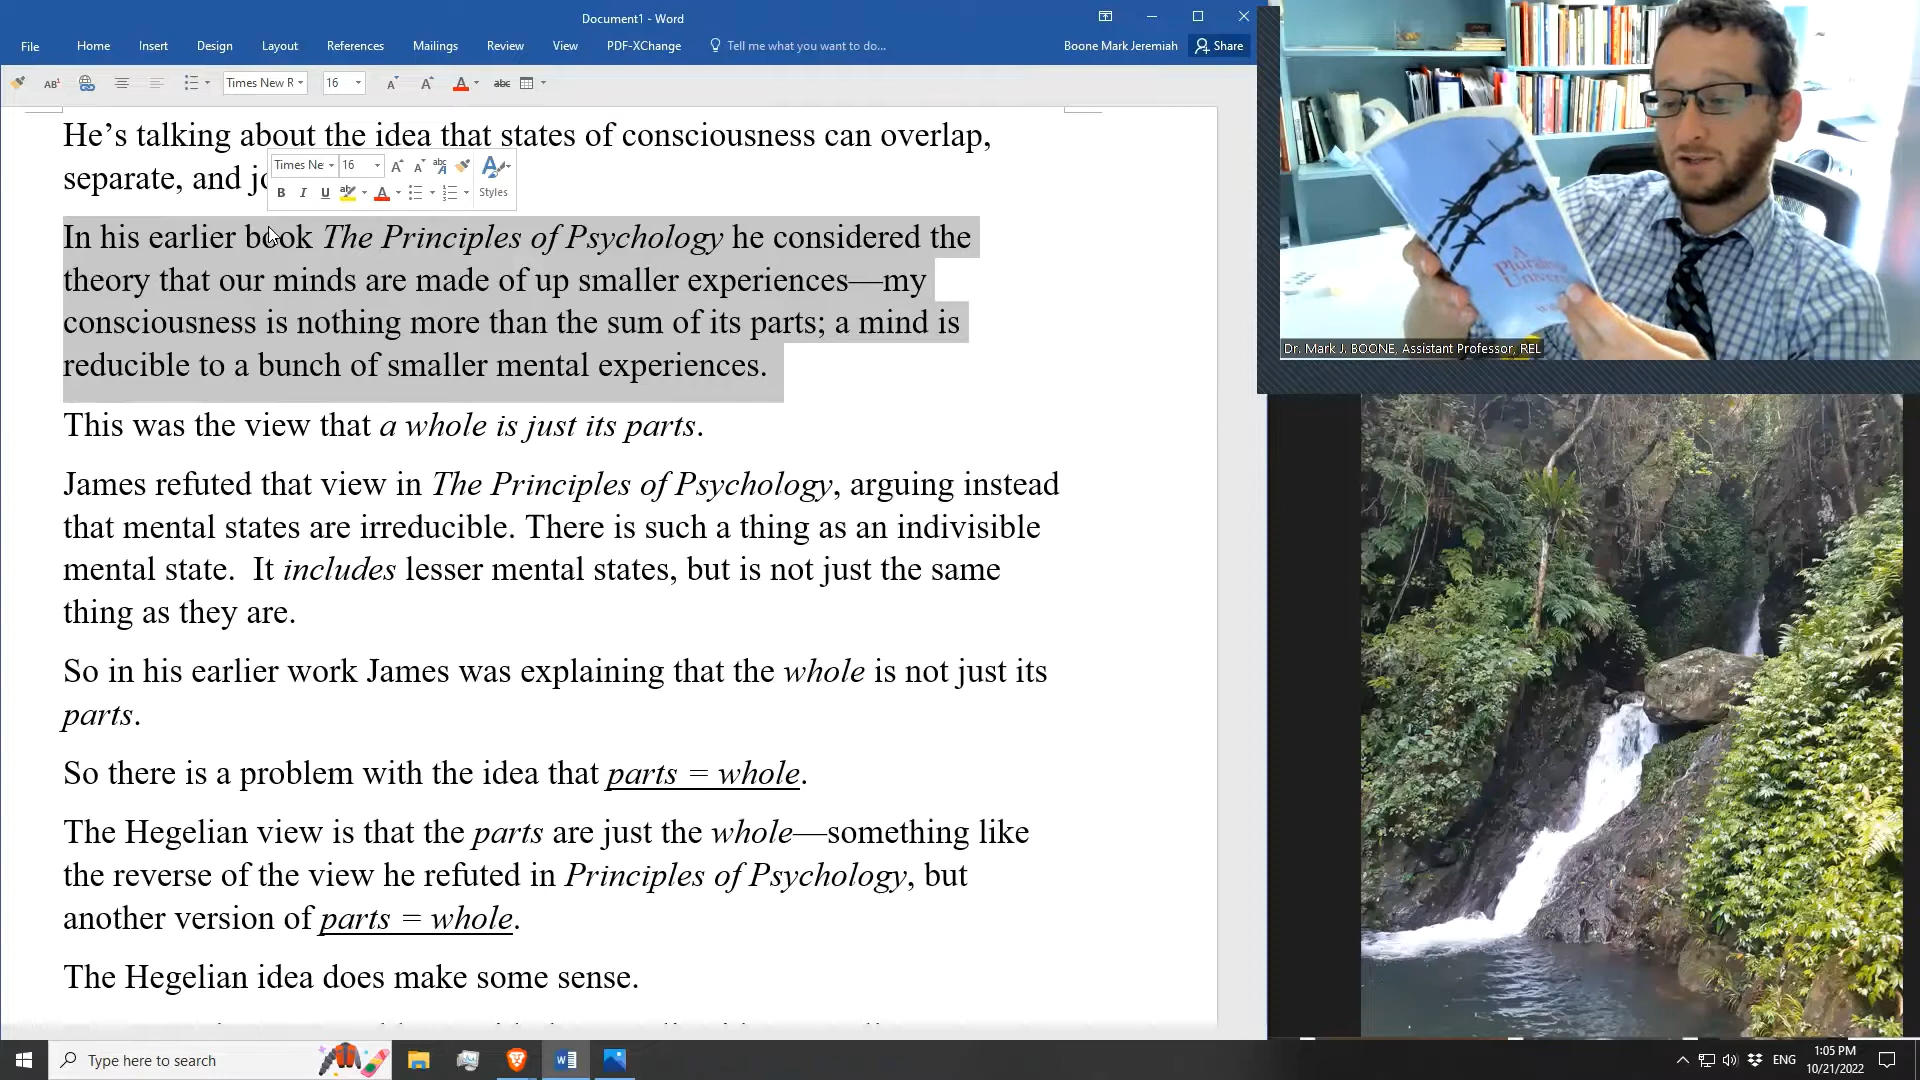 Document1 - Word
File Home Insert Design Layout References Mailings Review View PDF-XChange Tell me what you want to do... Boone Mark Jeremiah Share
Times New R 16
He’s talking about the idea that states of consciousness can overlap,
separate, and jo
Times Ne 16
Styles
In his earlier book The Principles of Psychology he considered the
theory that our minds are made of up smaller experiences—my
consciousness is nothing more than the sum of its parts; a mind is
reducible to a bunch of smaller mental experiences.
This was the view that a whole is just its parts.
James refuted that view in The Principles of Psychology, arguing instead
that mental states are irreducible. There is such a thing as an indivisible
mental state.  It includes lesser mental states, but is not just the same
thing as they are.
So in his earlier work James was explaining that the whole is not just its
parts.
So there is a problem with the idea that parts = whole.
The Hegelian view is that the parts are just the whole—something like
the reverse of the view he refuted in Principles of Psychology, but
another version of parts = whole.
The Hegelian idea does make some sense.
A
Dr. Mark J. BOONE, Assistant Professor, REL
Type here to search
ENG
1:05 PM
10/21/2022